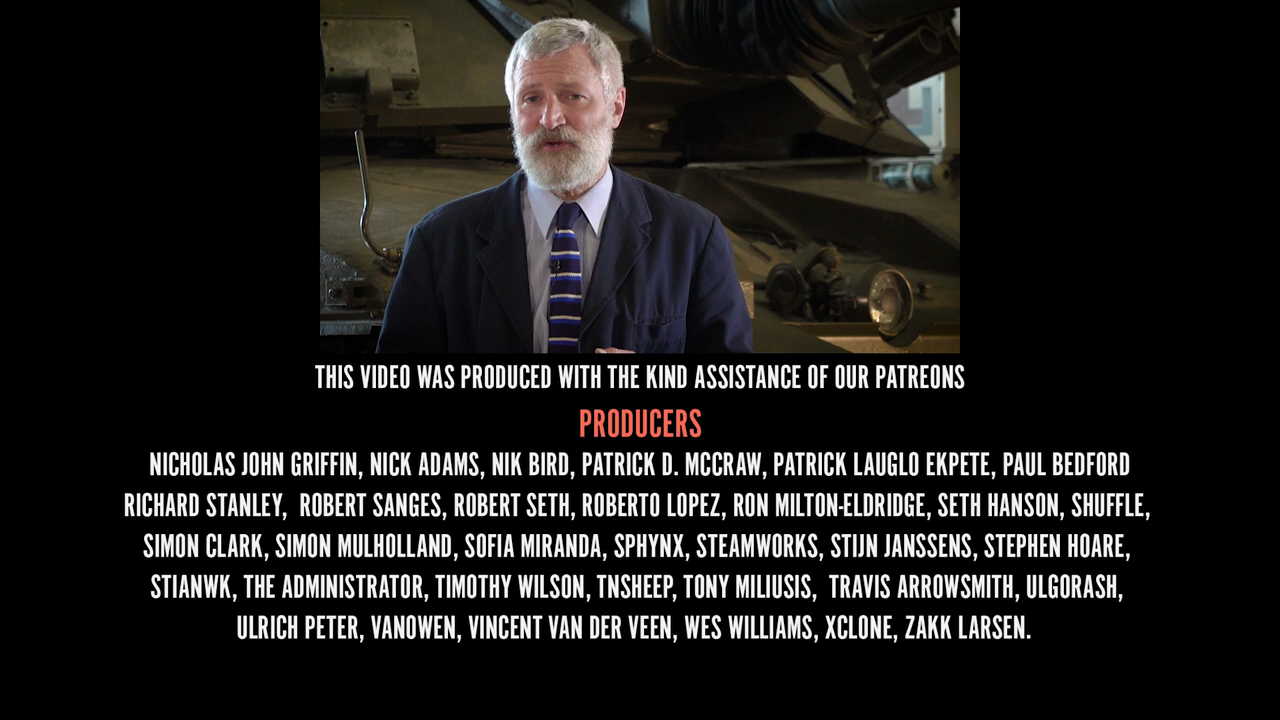 THIS VIDEO WAS PRODUCED WITH THE KIND ASSISTANCE OF OUR PATREONS
PRODUCERS
NICHOLAS JOHN GRIFFIN, NICK ADAMS, NIK BIRD, PATRICK D. MCCRAW, PATRICK LAUGLO EKPETE, PAUL BEDFORD
RICHARD STANLEY, ROBERT SANGES, ROBERT SETH, ROBERTO LOPEZ, RON MILTON-ELDRIDGE, SETH HANSON, SHUFFLE,
SIMON CLARK, SIMON MULHOLLAND, SOFIA MIRANDA, SPHYNX, STEAMWORKS, STIJN JANSSENS, STEPHEN HOARE,
STIANWK, THE ADMINISTRATOR, TIMOTHY WILSON, TNSHEEP, TONY MILIUSIS, TRAVIS ARROWSMITH, ULGORASH,
ULRICH PETER, VANOWEN, VINCENT VAN DER VEEN, WES WILLIAMS, XCLONE, ZAKK LARSEN.